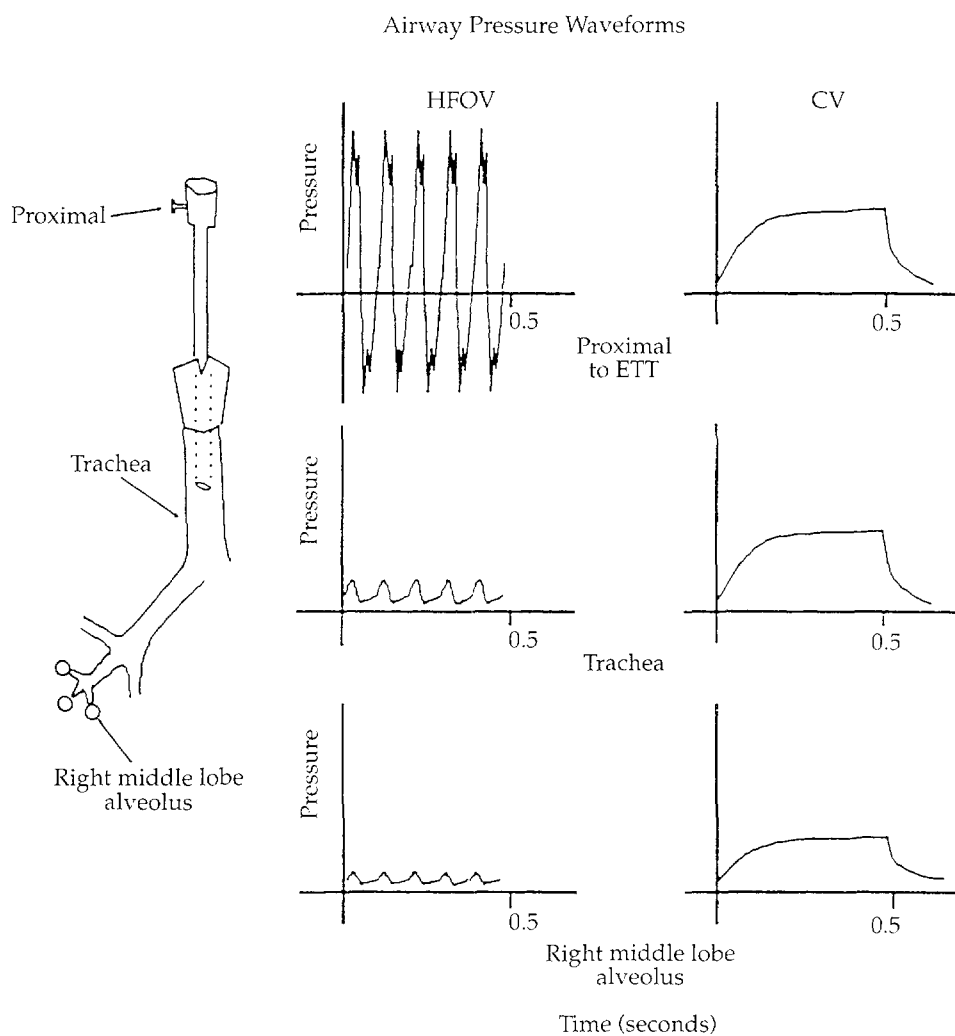 Airway Pressure Waveforms
HFOV
CV
Proximal
Pressure
0.5
0.5
Proximal
to ETT
Trachea
Pressure
0.5
0.5
Trachea
Right middle lobe
alveolus
Pressure
0.5
0.5
Right middle lobe
alveolus
Time (seconds)